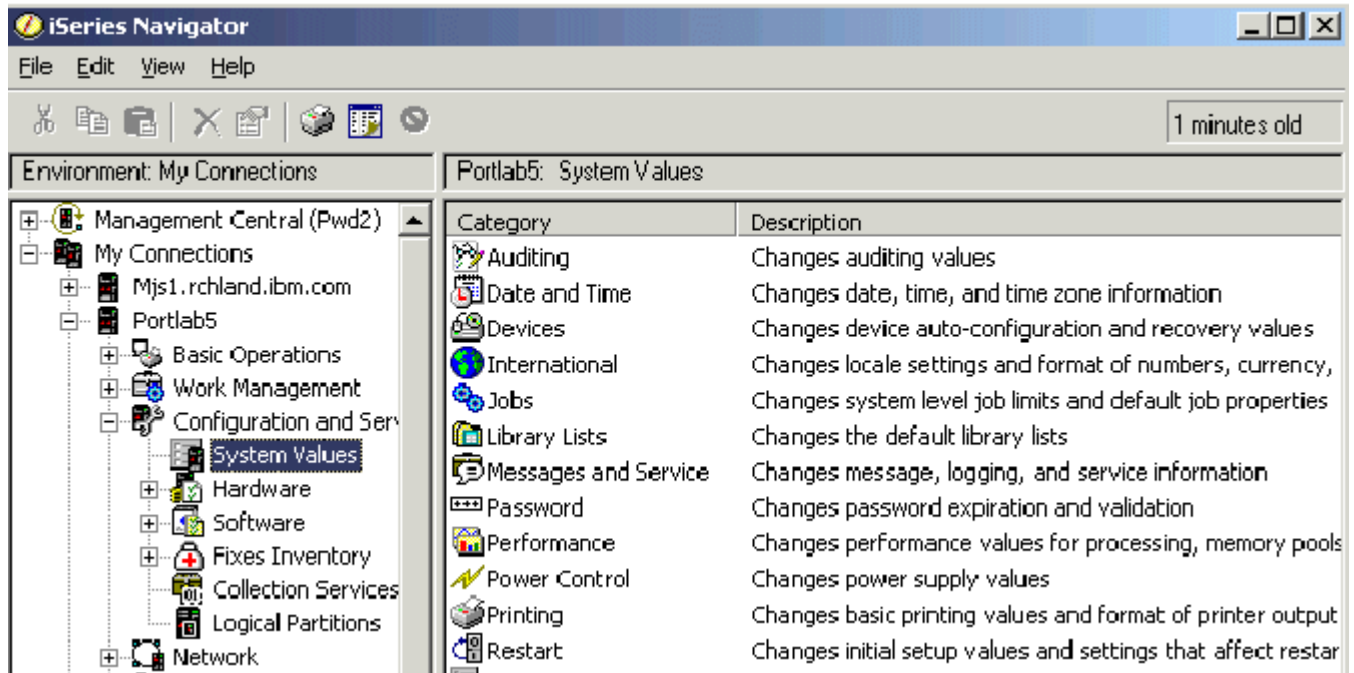 iSeries Navigator
File Edit View Help
1 minutes old
Environment: My Connections
Portlab5: System Values
Management Central (Pwd2)
My Connections
Mjs1.rchland.ibm.com
Portlab5
Basic Operations
Work Management
Configuration and Serv
System Values
Hardware
Software
Fixes Inventory
Collection Services
Logical Partitions
Network
Category Description
Auditing Changes auditing values
Date and Time Changes date, time, and time zone information
Devices Changes device auto-configuration and recovery values
International Changes locale settings and format of numbers, currency,
Jobs Changes system level job limits and default job properties
Library Lists Changes the default library lists
Messages and Service Changes message, logging, and service information
Password Changes password expiration and validation
Performance Changes performance values for processing, memory pools
Power Control Changes power supply values
Printing Changes basic printing values and format of printer output
Restart Changes initial setup values and settings that affect restar